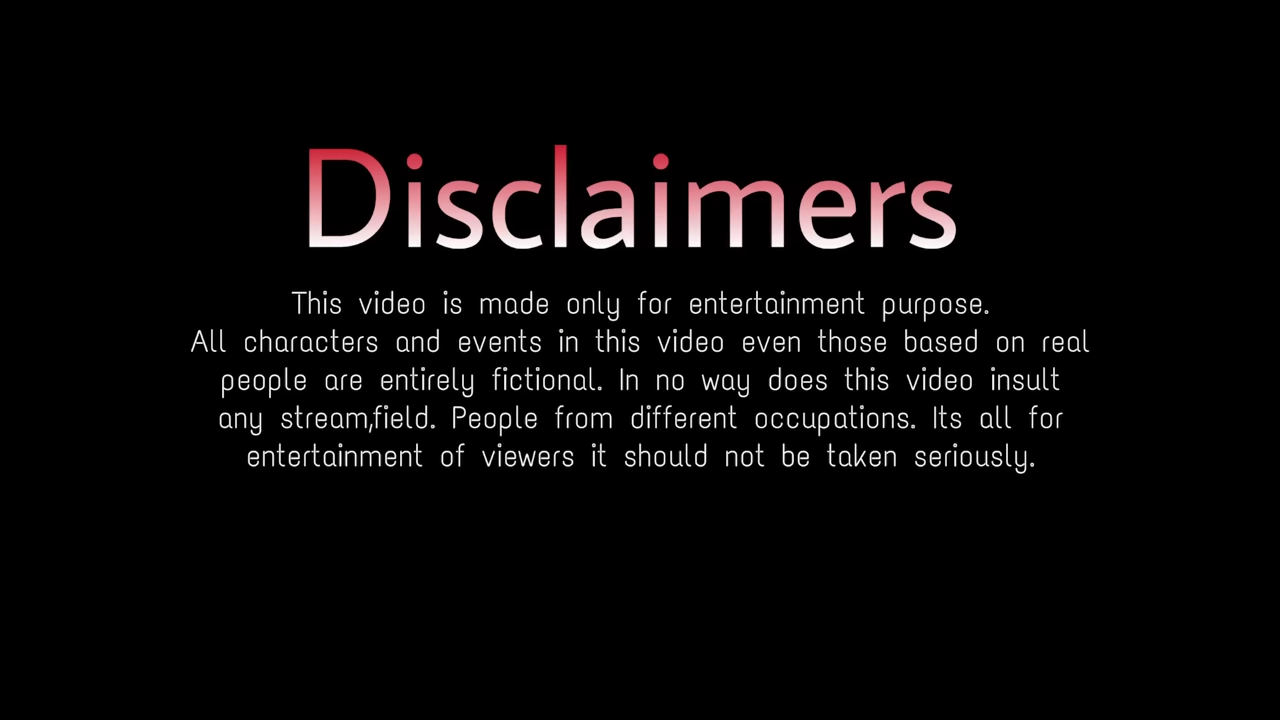 Disclaimers
This video is made only for entertainment purpose.
All characters and events in this video even those based on real
people are entirely fictional. In no way does this video insult
any stream,field. People from different occupations. Its all for
entertainment of viewers it should not be taken seriously.